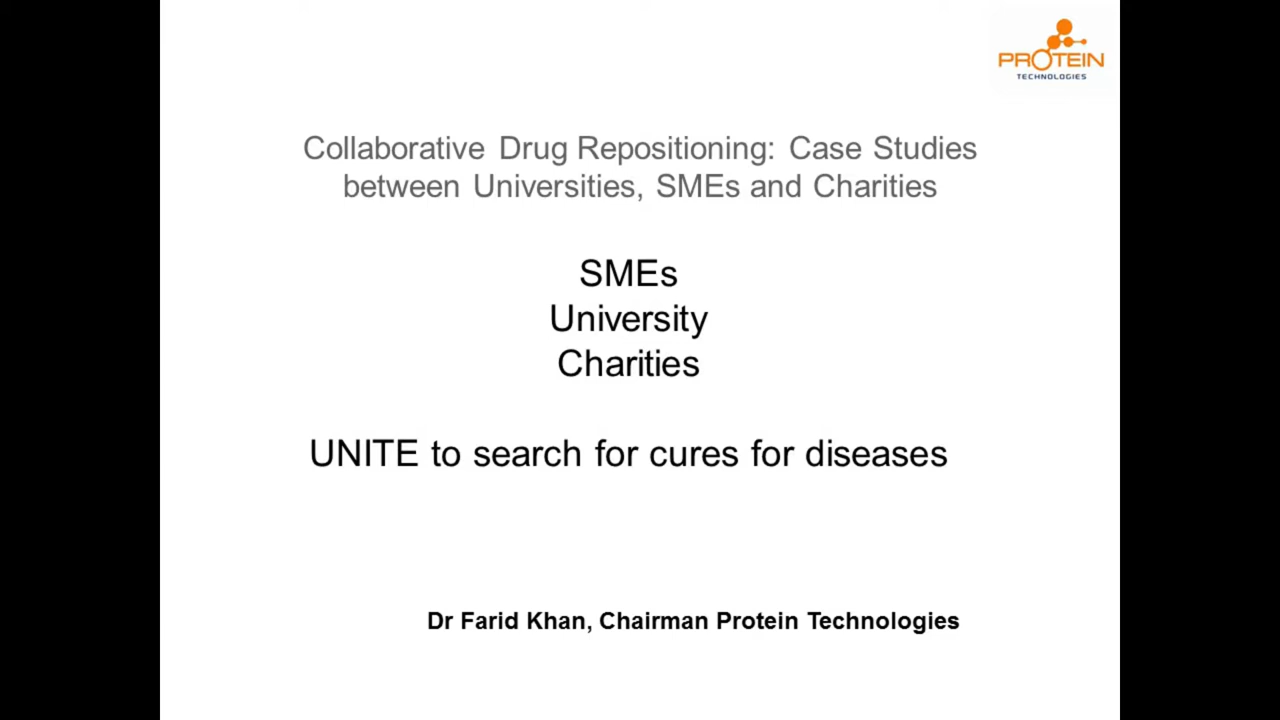 PROTEIN
TECHNOLOGIES
Collaborative Drug Repositioning: Case Studies
between Universities, SMEs and Charities
SMEs
University
Charities
UNITE to search for cures for diseases
Dr Farid Khan, Chairman Protein Technologies